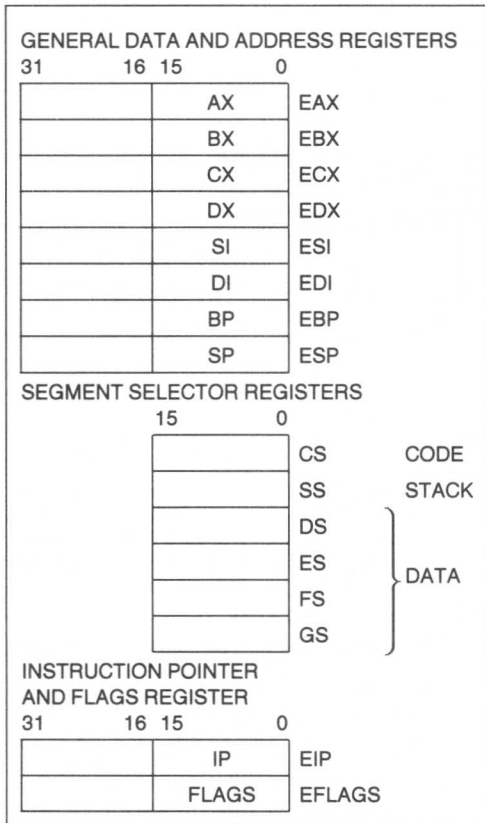 GENERAL DATA AND ADDRESS REGISTERS
31 16 15 0
AX EAX
BX EBX
CX ECX
DX EDX
SI ESI
DI EDI
BP EBP
SP ESP
SEGMENT SELECTOR REGISTERS
15 0
CS CODE
SS STACK
DS
ES
DATA
FS
GS
INSTRUCTION POINTER
AND FLAGS REGISTER
31 16 15 0
IP EIP
FLAGS EFLAGS